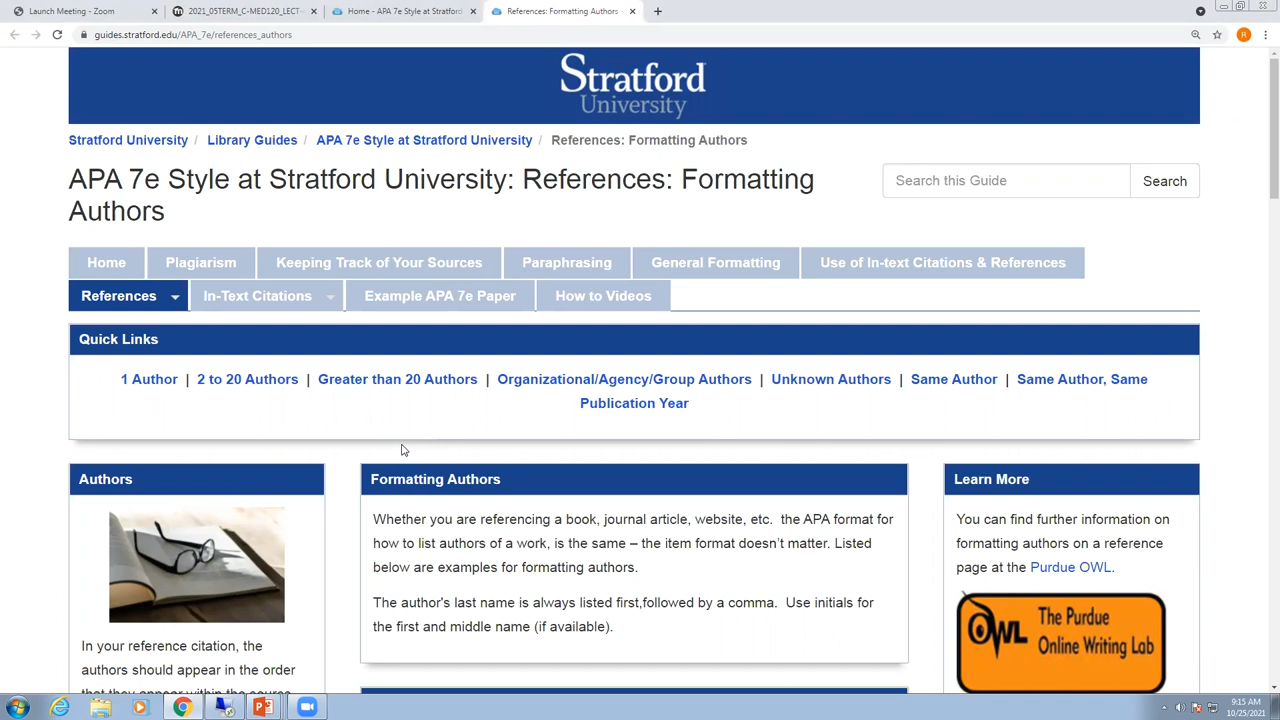 Launch Meeting - Zoom
2021_05TERM_C-MED120_LECT-
Home - APA 7e Style at Stratford
References: Formatting Authors
guides.stratford.edu/APA_7e/references_authors
R
Stratford
University
Stratford University / Library Guides / APA 7e Style at Stratford University / References: Formatting Authors
APA 7e Style at Stratford University: References: Formatting
Authors
Search this Guide
Search
Home
Plagiarism
Keeping Track of Your Sources
Paraphrasing
General Formatting
Use of In-text Citations & References
References
In-Text Citations
Example APA 7e Paper
How to Videos
Quick Links
1 Author | 2 to 20 Authors | Greater than 20 Authors | Organizational/Agency/Group Authors | Unknown Authors | Same Author | Same Author, Same
Publication Year
Authors
In your reference citation, the
authors should appear in the order
that they appear within the source
Formatting Authors
Whether you are referencing a book, journal article, website, etc. the APA format for
how to list authors of a work, is the same – the item format doesn't matter. Listed
below are examples for formatting authors.
The author's last name is always listed first,followed by a comma. Use initials for
the first and middle name (if available).
Learn More
You can find further information on
formatting authors on a reference
page at the Purdue OWL.
OWL
The Purdue
Online Writing Lab
9:15 AM
10/25/2021